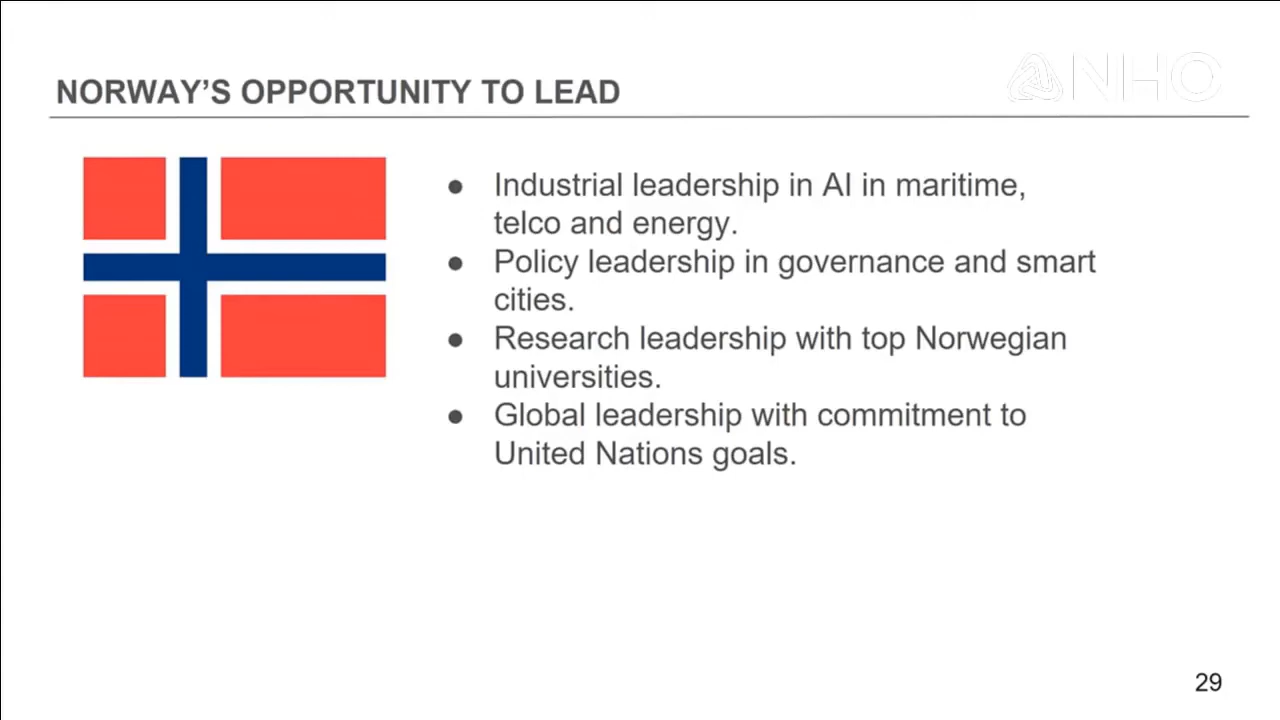 NHO
NORWAY’S OPPORTUNITY TO LEAD
● Industrial leadership in AI in maritime,
telco and energy.
● Policy leadership in governance and smart
cities.
● Research leadership with top Norwegian
universities.
● Global leadership with commitment to
United Nations goals.
29